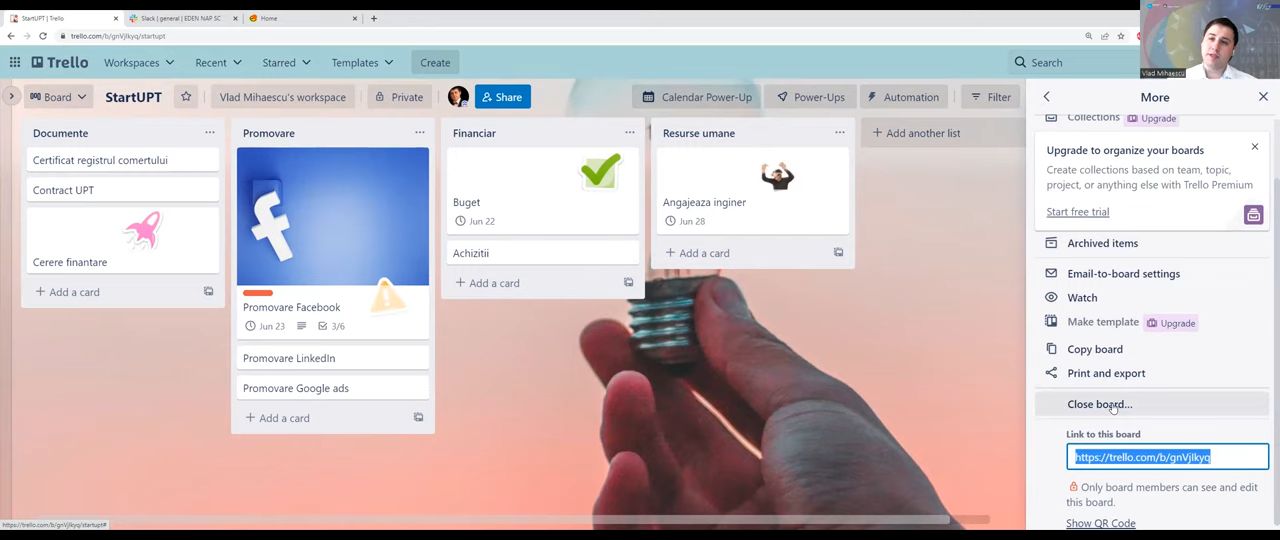 StartUPT | Trello
Slack | general | EDEN NAP SC
Home
trello.com/b/gnVjIkyq/startupt
Vlad Mihaescu
Trello
Workspaces
Recent
Starred
Templates
Create
Search
Board
StartUPT
Vlad Mihaescu's workspace
Private
Share
Calendar Power-Up
Power-Ups
Automation
Filter
More
Documente
Certificat registrul comertului
Contract UPT
Cerere finantare
+ Add a card
Promovare
Promovare Facebook
Jun 23
3/6
Promovare LinkedIn
Promovare Google ads
+ Add a card
Financiar
Buget
Jun 22
Achizitii
+ Add a card
Resurse umane
Angajeaza inginer
Jun 28
+ Add a card
+ Add another list
Collections Upgrade
Upgrade to organize your boards
Create collections based on team, topic,
project, or anything else with Trello Premium
Start free trial
Archived items
Email-to-board settings
Watch
Make template Upgrade
Copy board
Print and export
Close board...
Link to this board
https://trello.com/b/gnVjIkyq
Only board members can see and edit
this board.
Show QR Code
https://trello.com/b/gnVjIkyq/startupt#